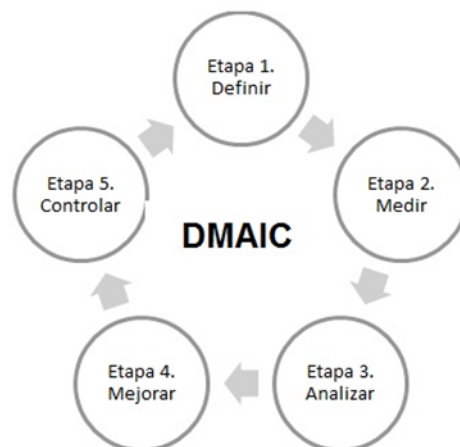 Etapa 1.
Definir
Etapa 2.
Medir
Etapa 3.
Analizar
Etapa 4.
Mejorar
Etapa 5.
Controlar
DMAIC